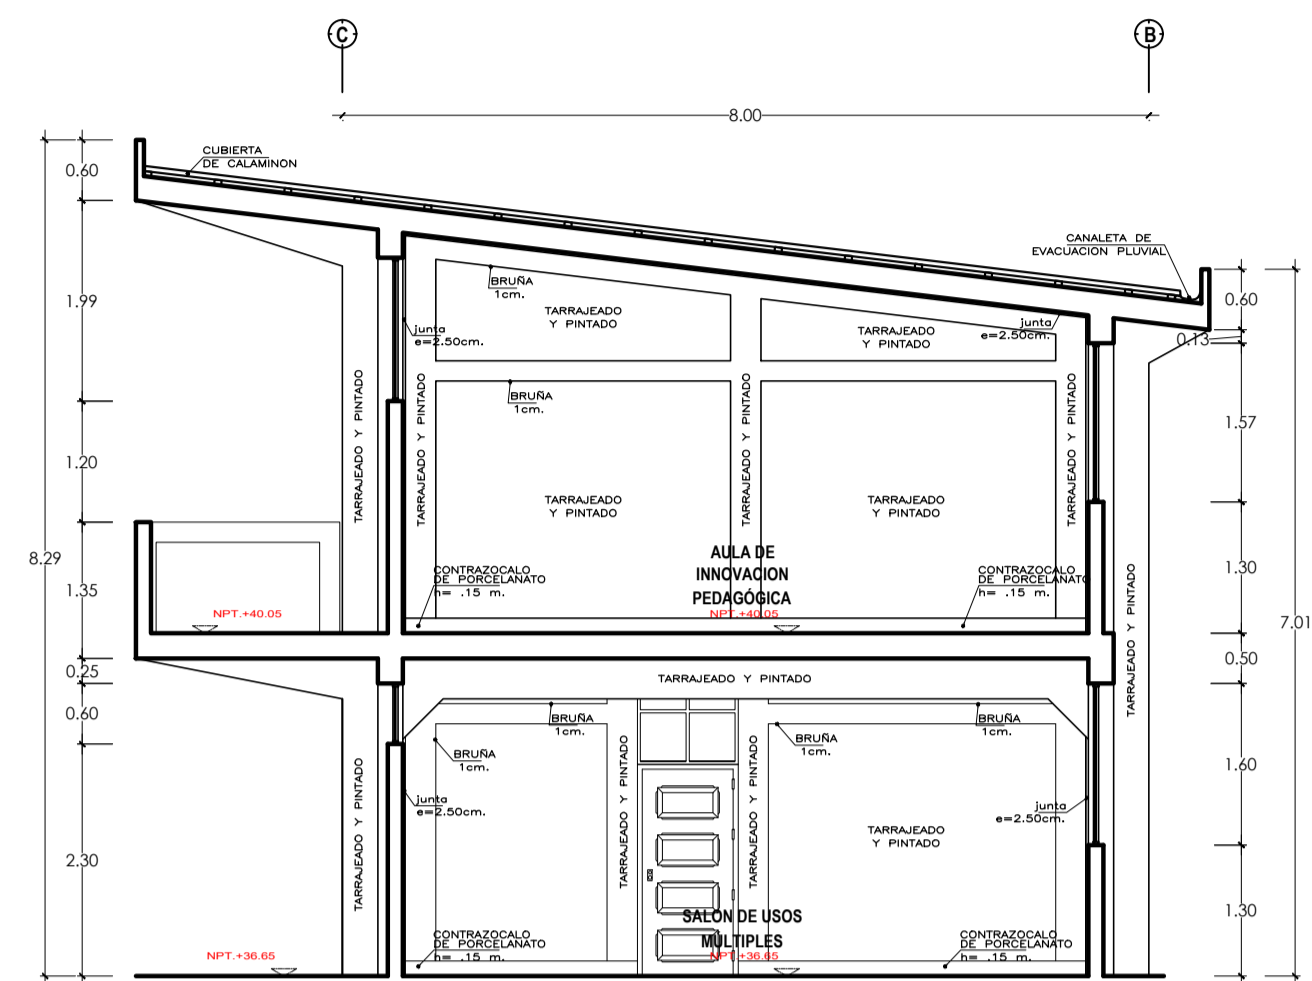 C
B
8.00
CUBIERTA
DE CALAMINON
0.60
CANALETA DE
EVACUACION PLUVIAL
BRUÑA
1cm.
1.99
0.60
TARRAJEADO
Y PINTADO
junta
e=2.50cm.
TARRAJEADO
Y PINTADO
junta
e=2.50cm.
0.13
BRUÑA
1cm.
TARRAJEADO Y PINTADO
TARRAJEADO Y PINTADO
TARRAJEADO Y PINTADO
TARRAJEADO Y PINTADO
1.57
1.20
TARRAJEADO
Y PINTADO
TARRAJEADO
Y PINTADO
8.29
AULA DE
INNOVACION
PEDAGÓGICA
NPT.+40.05
CONTRAZOCALO
DE PORCELANATO
h= .15 m.
CONTRAZOCALO
DE PORCELANATO
h= .15 m.
1.30
1.35
NPT.+40.05
7.01
TARRAJEADO Y PINTADO
0.50
0.25
TARRAJEADO Y PINTADO
0.60
BRUÑA
1cm.
BRUÑA
1cm.
BRUÑA
1cm.
BRUÑA
1cm.
1.60
TARRAJEADO Y PINTADO
TARRAJEADO Y PINTADO
TARRAJEADO Y PINTADO
junta
e=2.50cm.
junta
e=2.50cm.
TARRAJEADO
Y PINTADO
2.30
1.30
SALON DE USOS
MÚLTIPLES
NPT.+36.65
CONTRAZOCALO
DE PORCELANATO
h= .15 m.
CONTRAZOCALO
DE PORCELANATO
h= .15 m.
NPT.+36.65